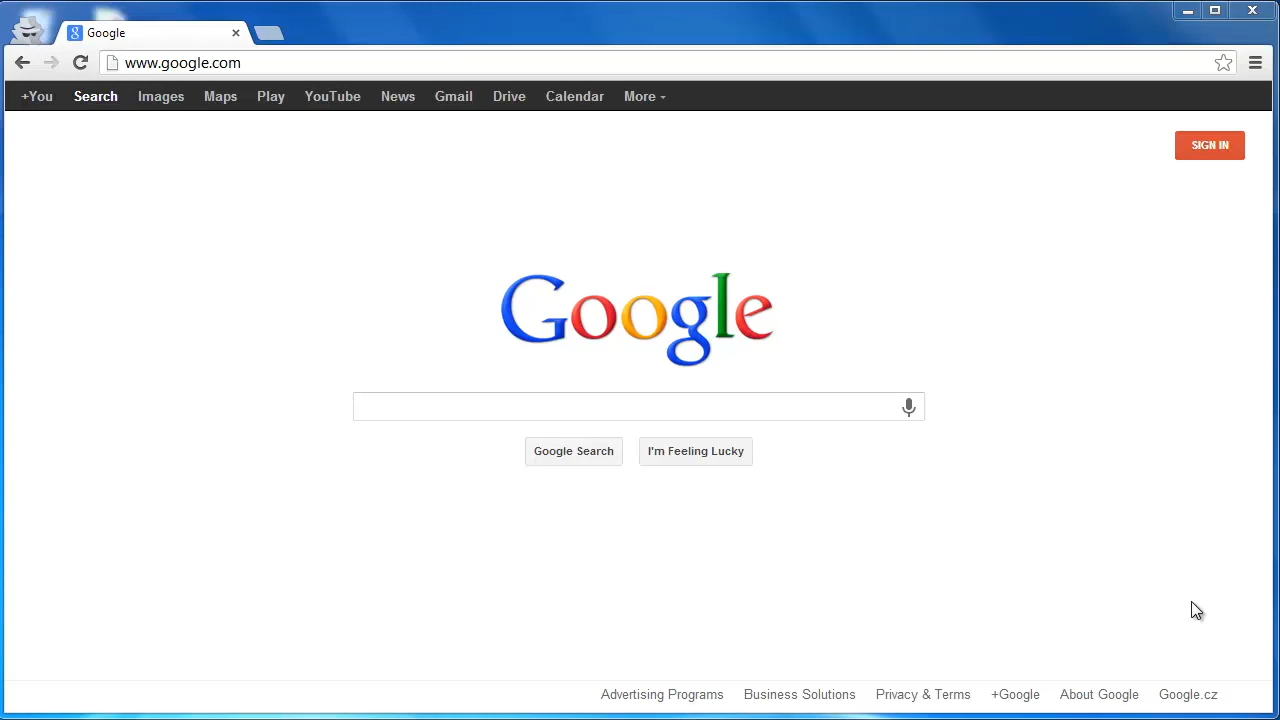 Google
www.google.com
+You Search Images Maps Play YouTube News Gmail Drive Calendar More
SIGN IN
Google
Google Search I'm Feeling Lucky
Advertising Programs Business Solutions Privacy & Terms +Google About Google Google.cz